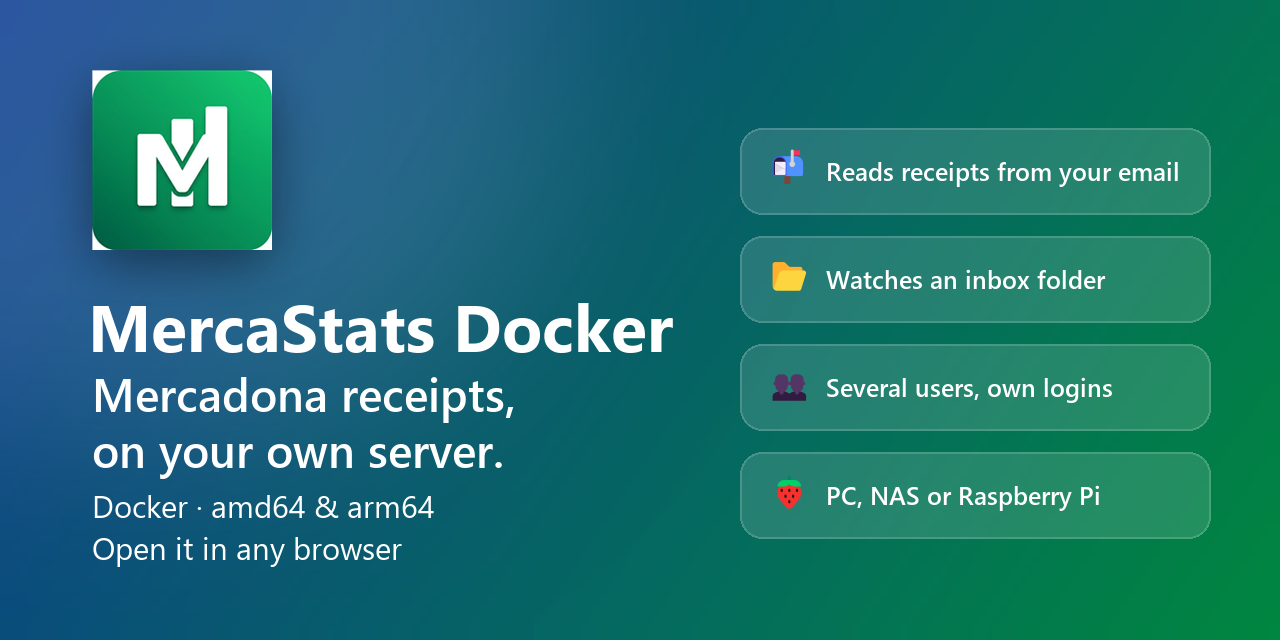 MercaStats Docker
Mercadona receipts,
on your own server.
Docker · amd64 & arm64
Open it in any browser
Reads receipts from your email
Watches an inbox folder
Several users, own logins
PC, NAS or Raspberry Pi